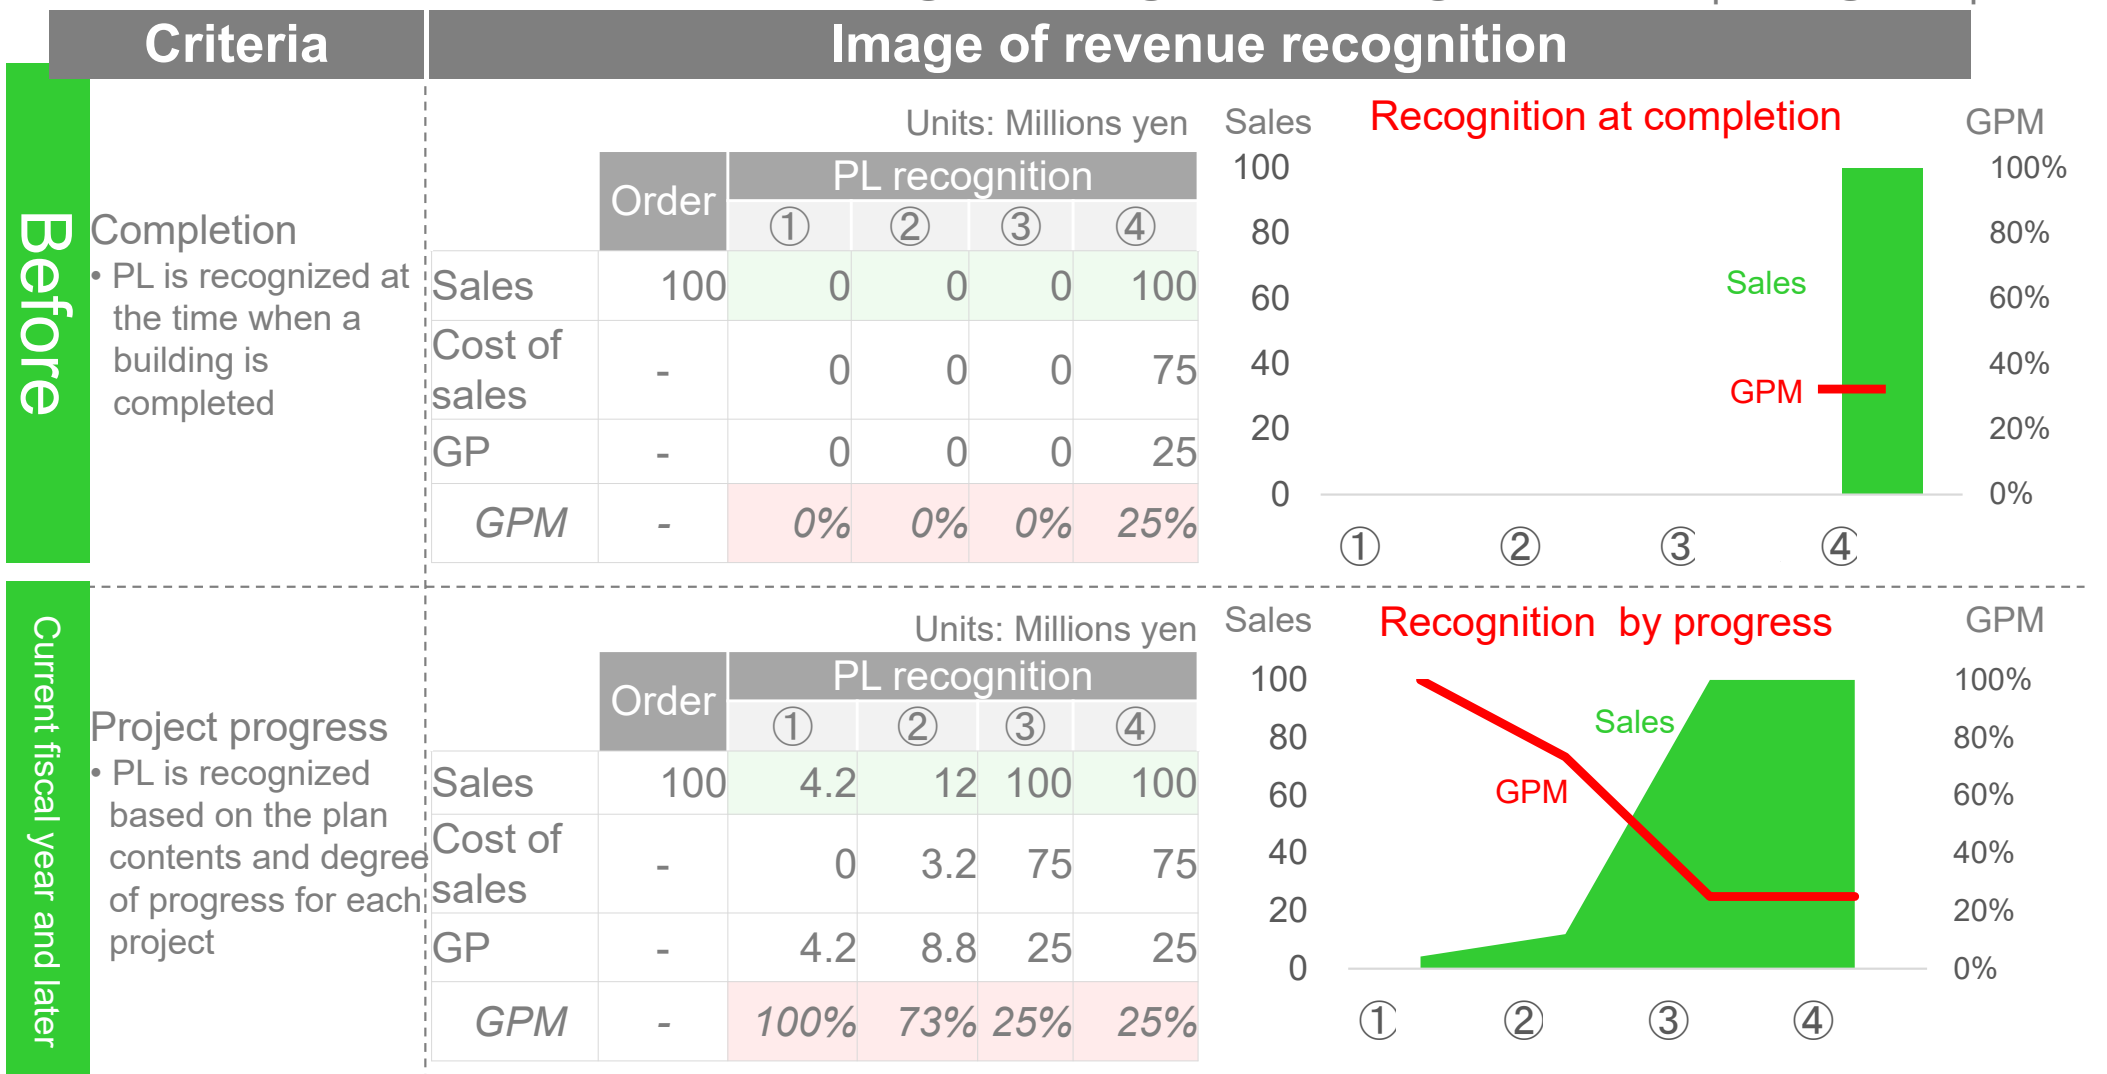 Criteria
Image of revenue recognition
Before
Completion
• PL is recognized at
the time when a
building is
completed
Units: Millions yen
Order
PL recognition
① ② ③ ④
Sales 100 0 0 0 100
Cost of
sales
- 0 0 0 75
GP - 0 0 0 25
GPM - 0% 0% 0% 25%
Sales
Recognition at completion
GPM
100
80
60
40
20
0
Sales
GPM
100%
80%
60%
40%
20%
0%
① ② ③ ④
Current fiscal year and later
Project progress
• PL is recognized
based on the plan
contents and degree
of progress for each
project
Units: Millions yen
Order
PL recognition
① ② ③ ④
Sales 100 4.2 12 100 100
Cost of
sales
- 0 3.2 75 75
GP - 4.2 8.8 25 25
GPM - 100% 73% 25% 25%
Sales
Recognition by progress
GPM
100
80
60
40
20
0
Sales
GPM
100%
80%
60%
40%
20%
0%
① ② ③ ④